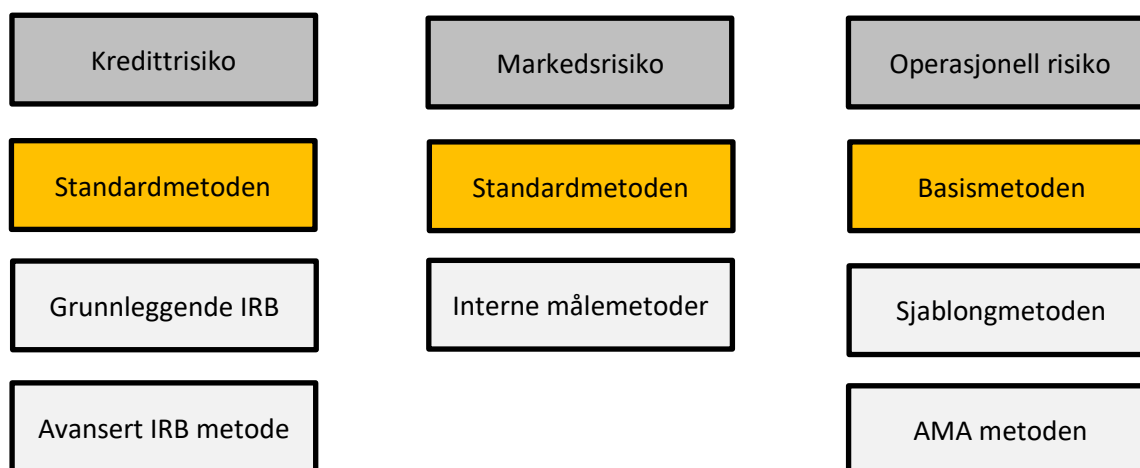 Kredittrisiko
Markedsrisiko
Operasjonell risiko
Standardmetoden
Standardmetoden
Basismetoden
Grunnleggende IRB
Interne målemetoder
Sjablongmetoden
Avansert IRB metode
AMA metoden